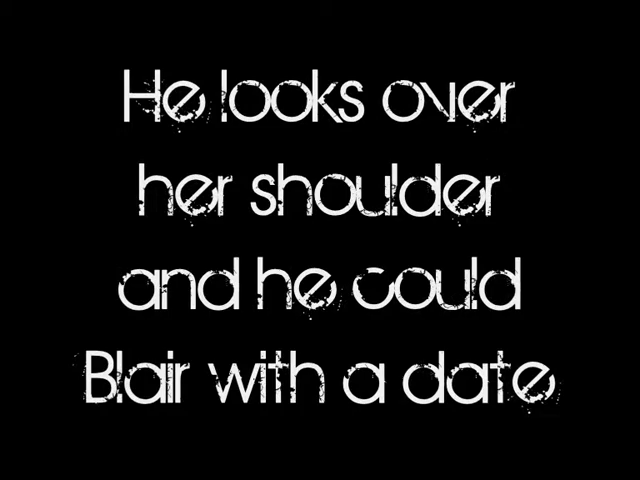 He looks over
her shoulder
and he could
Blair with a date